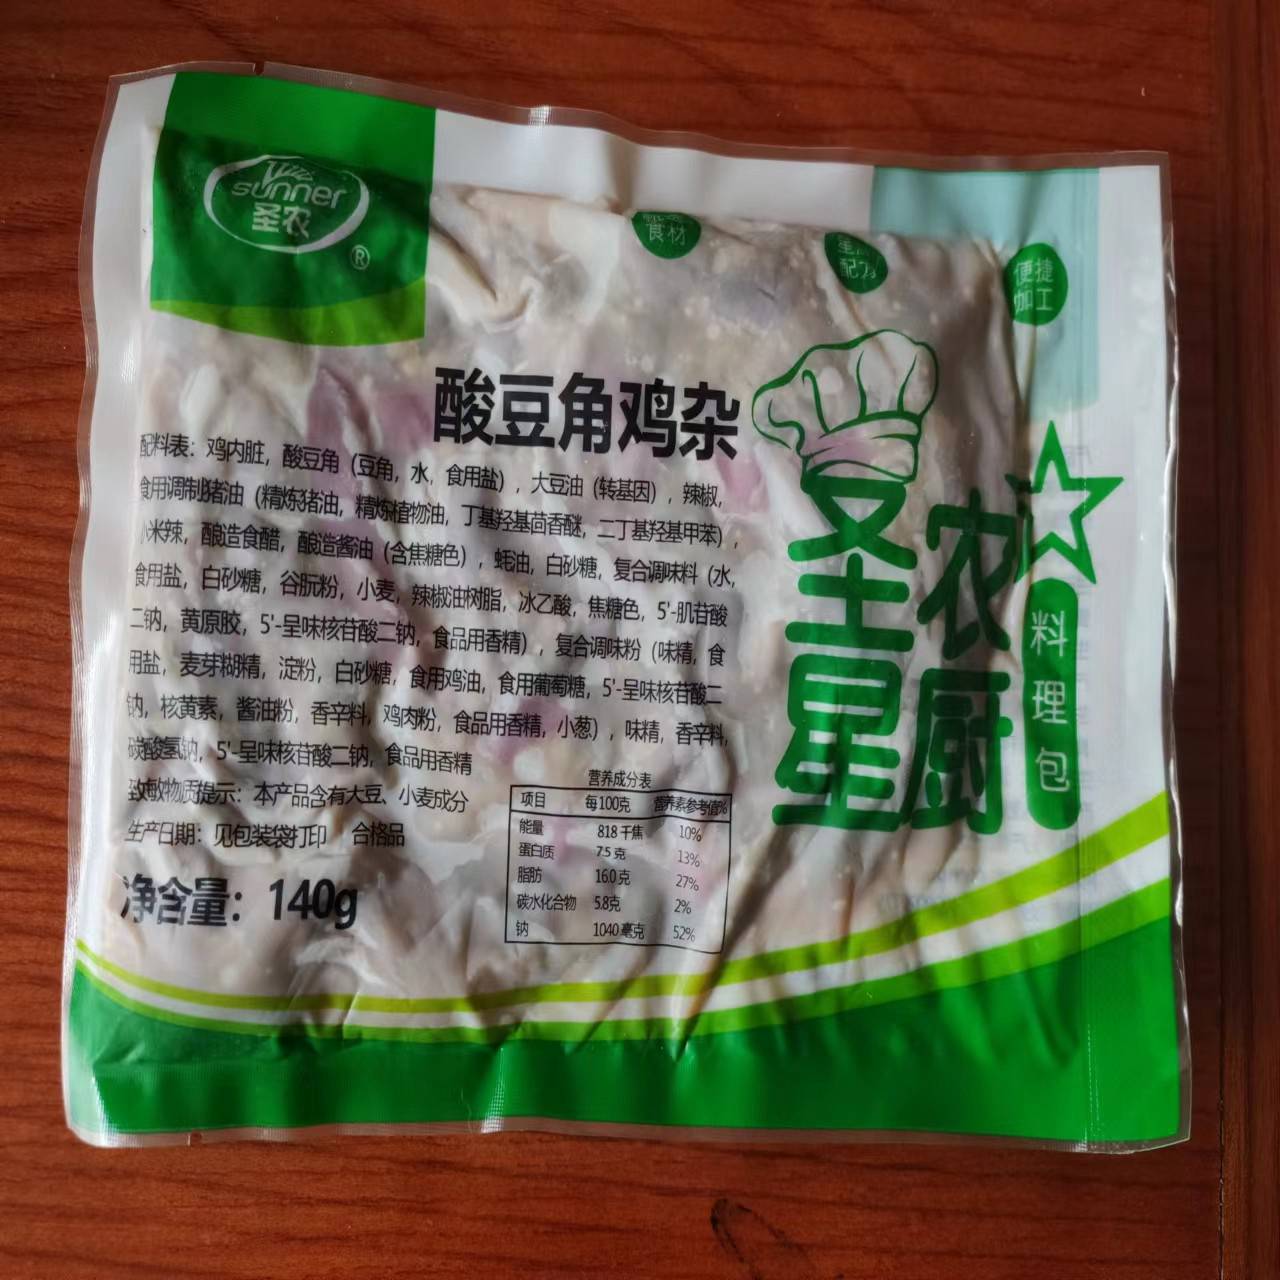 sunner
圣农
®
食材
配方
便捷
加工
酸豆角鸡杂
配料表：鸡内脏，酸豆角（豆角，水，食用盐），大豆油（转基因），辣椒，
食用调制猪油（精炼猪油，精炼植物油，丁基羟基茴香醚，二丁基羟基甲苯），
小米辣，酿造食醋，酿造酱油（含焦糖色），蚝油，白砂糖，复合调味料（水，
食用盐，白砂糖，谷朊粉，小麦，辣椒油树脂，冰乙酸，焦糖色，5'-肌苷酸
二钠，黄原胶，5'-呈味核苷酸二钠，食品用香精），复合调味粉（味精，食
用盐，麦芽糊精，淀粉，白砂糖，食用鸡油，食用葡萄糖，5'-呈味核苷酸二
钠，核黄素，酱油粉，香辛料，鸡肉粉，食品用香精，小葱），味精，香辛料，
碳酸氢钠，5'-呈味核苷酸二钠，食品用香精
致敏物质提示：本产品含有大豆、小麦成分
生产日期：见包装袋打印 合格品
净含量：140g
营养成分表
项目 每100克 营养素参考值%
能量 818 千焦 10%
蛋白质 7.5 克 13%
脂肪 16.0 克 27%
碳水化合物 5.8克 2%
钠 1040 毫克 52%
圣农
星厨
料理包